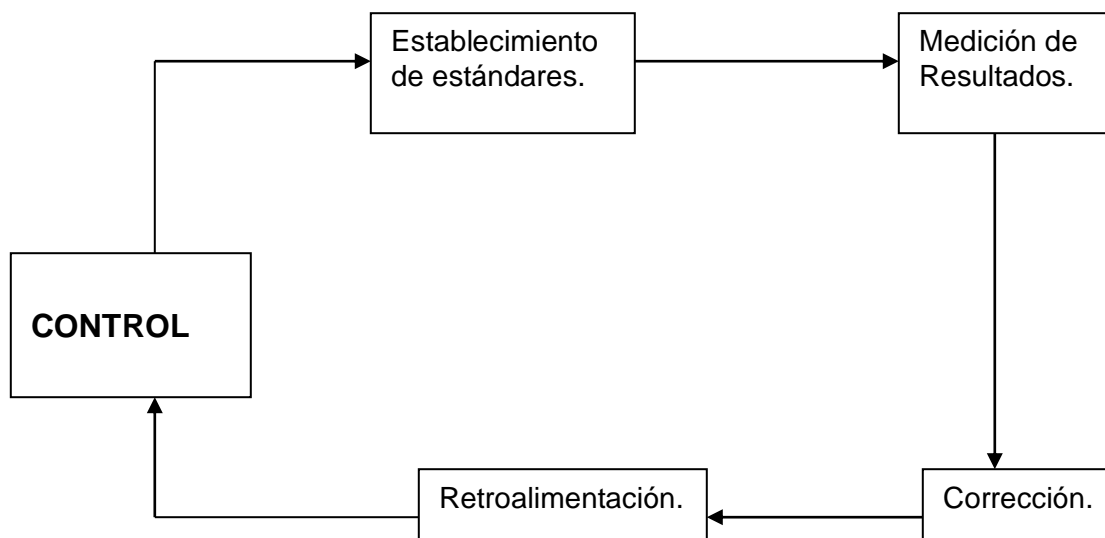 Establecimiento
de estándares.
Medición de
Resultados.
CONTROL
Retroalimentación.
Corrección.